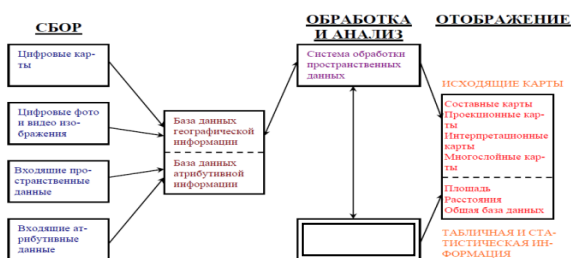 СБОР
Цифровые кар-
ты
Цифровые фото
и видео изо-
бражения
Входящие про-
странственные
данные
Входящие ат-
рибутивные
данные
База данных
географической
информации
База данных
атрибутивной
информации
ОБРАБОТКА
И АНАЛИЗ
Система обработки
пространственных
данных
ОТОБРАЖЕНИЕ
ИСХОДЯЩИЕ КАРТЫ
Составные карты
Проекционные кар-
ты
Интерпретационные
карты
Многослойные кар-
ты
Площадь
Расстояния
Общая база данных
ТАБЛИЧНАЯ И СТА-
ТИСТИЧЕСКАЯ ИН-
ФОРМАЦИЯ